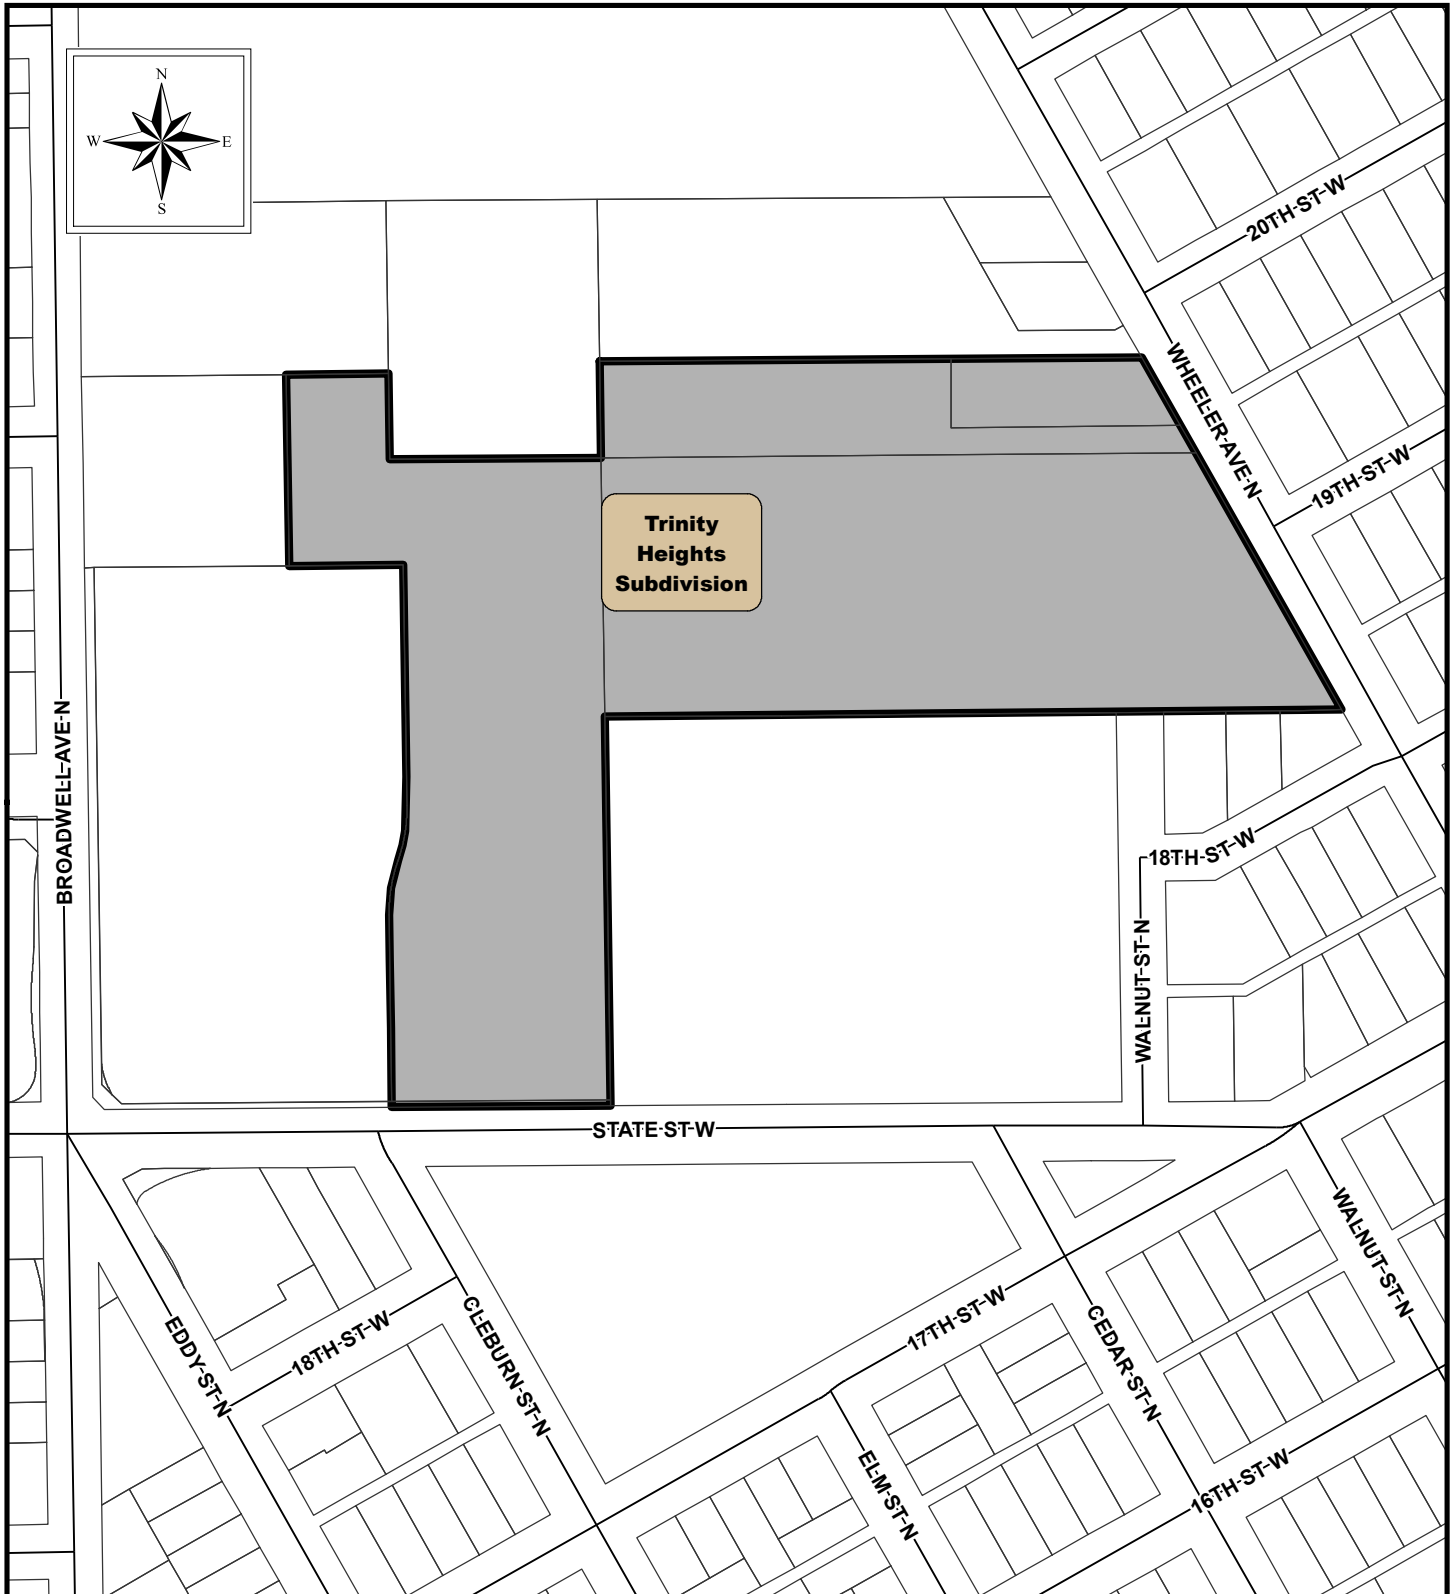 N
W
E
S
20TH ST W
WHEELER AVE N
19TH ST W
Trinity
Heights
Subdivision
BROADWELL AVE N
18TH ST W
WALNUT ST N
STATE ST W
WALNUT ST N
EDDY ST N
18TH ST W
CLEBURN ST N
17TH ST W
CEDAR ST N
ELM ST N
16TH ST W